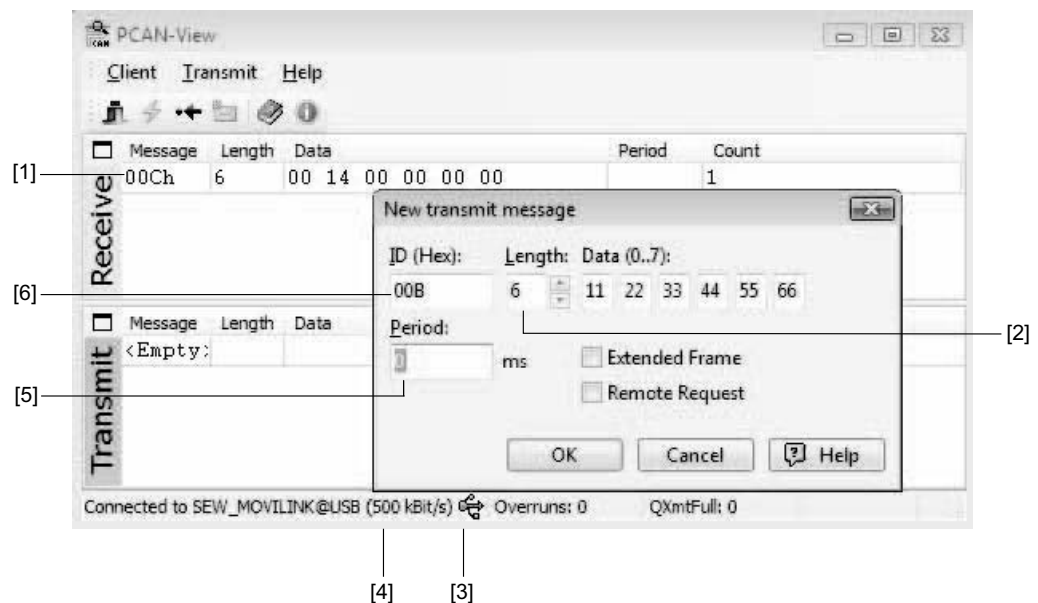 PCAN-View
Client Transmit Help
Receive
Message Length Data Period Count
[1]
00Ch 6 00 14 00 00 00 00 1
New transmit message
ID (Hex): Length: Data (0..7):
[6]
00B 6 11 22 33 44 55 66
[2]
Period:
0 ms
Extended Frame
Remote Request
[5]
OK Cancel Help
Transmit
Message Length Data
<Empty>
Connected to SEW_MOVILINK@USB (500 kBit/s) Overruns: 0 QXmtFull: 0
[4] [3]